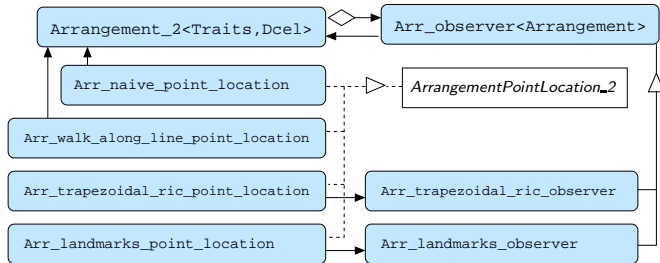 Arrangement_2<Traits,Dcel>
Arr_observer<Arrangement>
Arr_naive_point_location
ArrangementPointLocation_2
Arr_walk_along_line_point_location
Arr_trapezoidal_ric_point_location
Arr_trapezoidal_ric_observer
Arr_landmarks_point_location
Arr_landmarks_observer